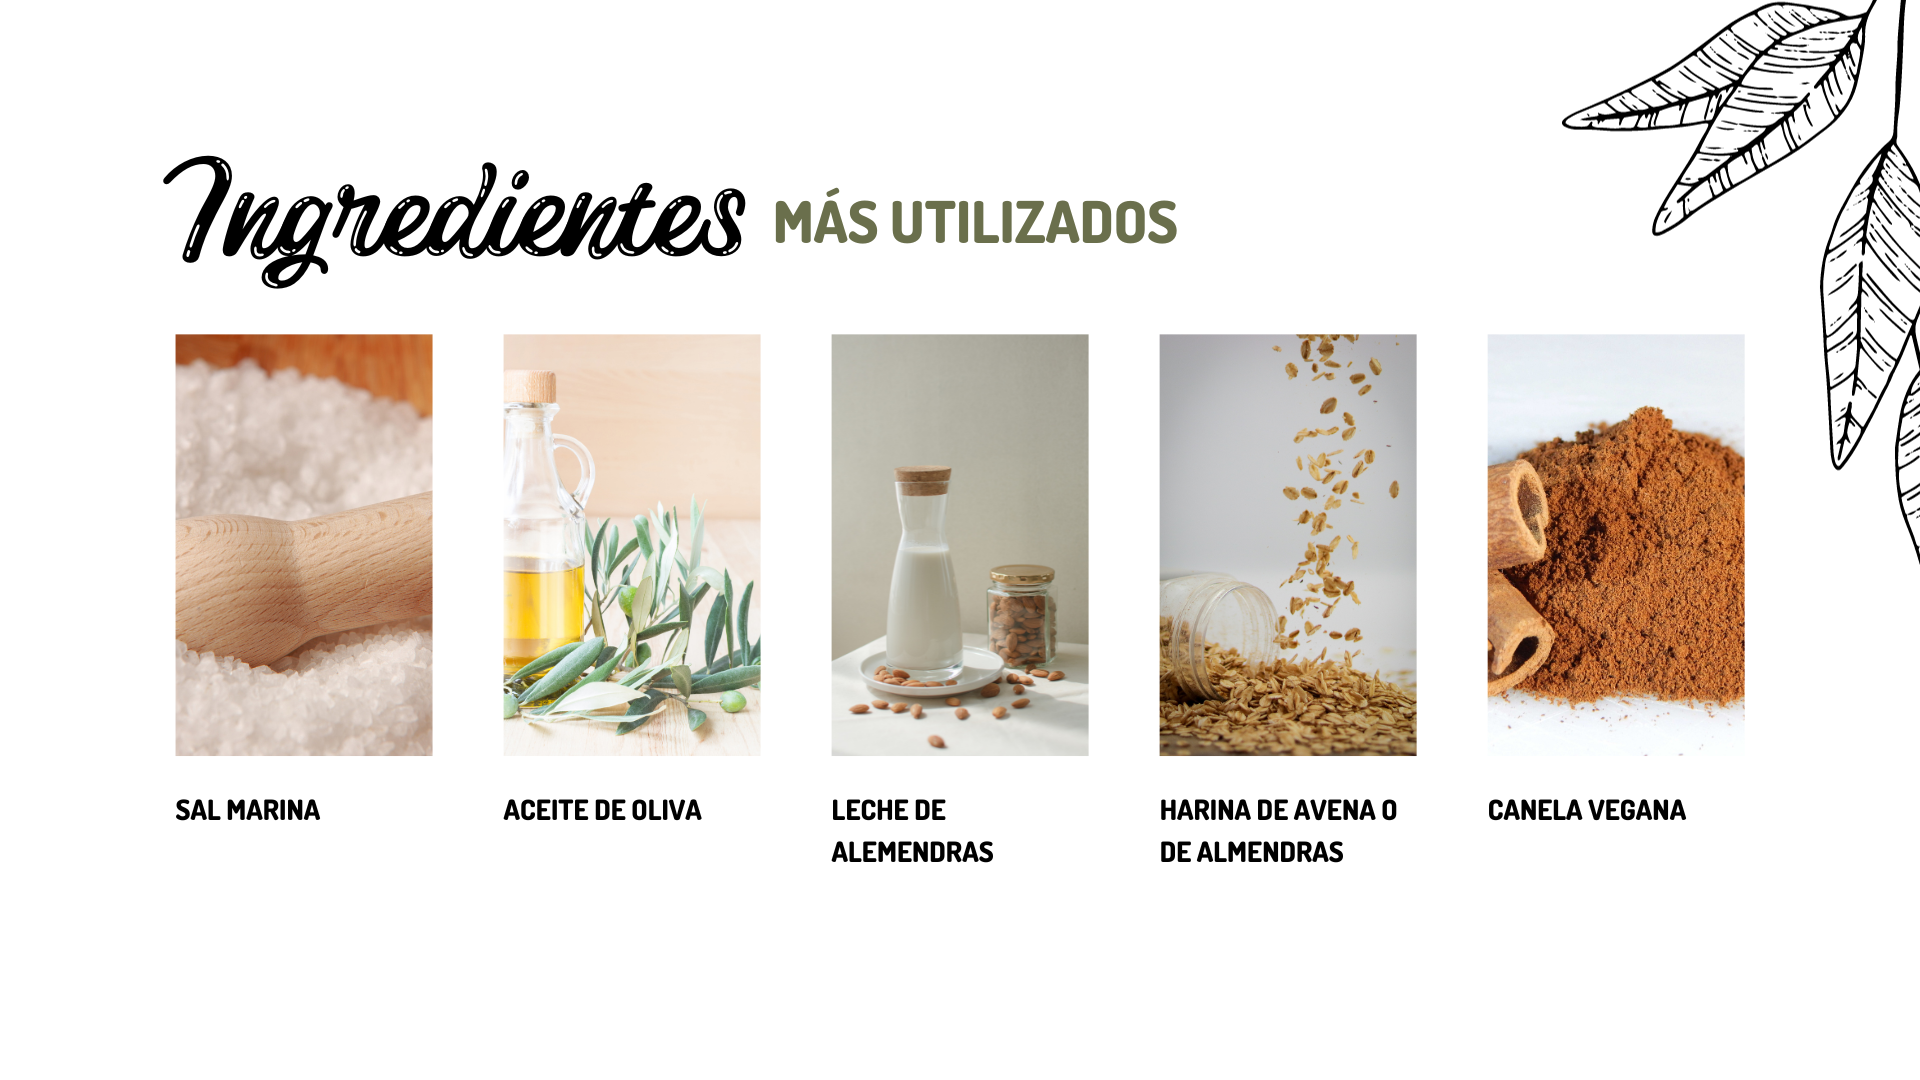 Ingredientes MÁS UTILIZADOS
SAL MARINA
ACEITE DE OLIVA
LECHE DE
ALEMENDRAS
HARINA DE AVENA O
DE ALMENDRAS
CANELA VEGANA